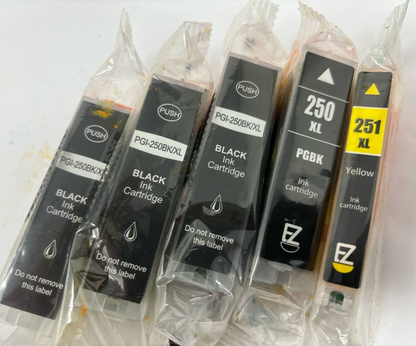 PUSH
PGI-250BK/XL
BLACK
Ink
Cartridge
Do not remove
this label
PUSH
PGI-250BK/XL
BLACK
Ink
Cartridge
Do not remove
this label
PUSH
PGI-250BK/XL
BLACK
Ink
Cartridge
Do not remove
this label
250
XL
PGBK
Ink
cartridge
EZ
251
XL
Yellow
Ink
cartridge
EZ